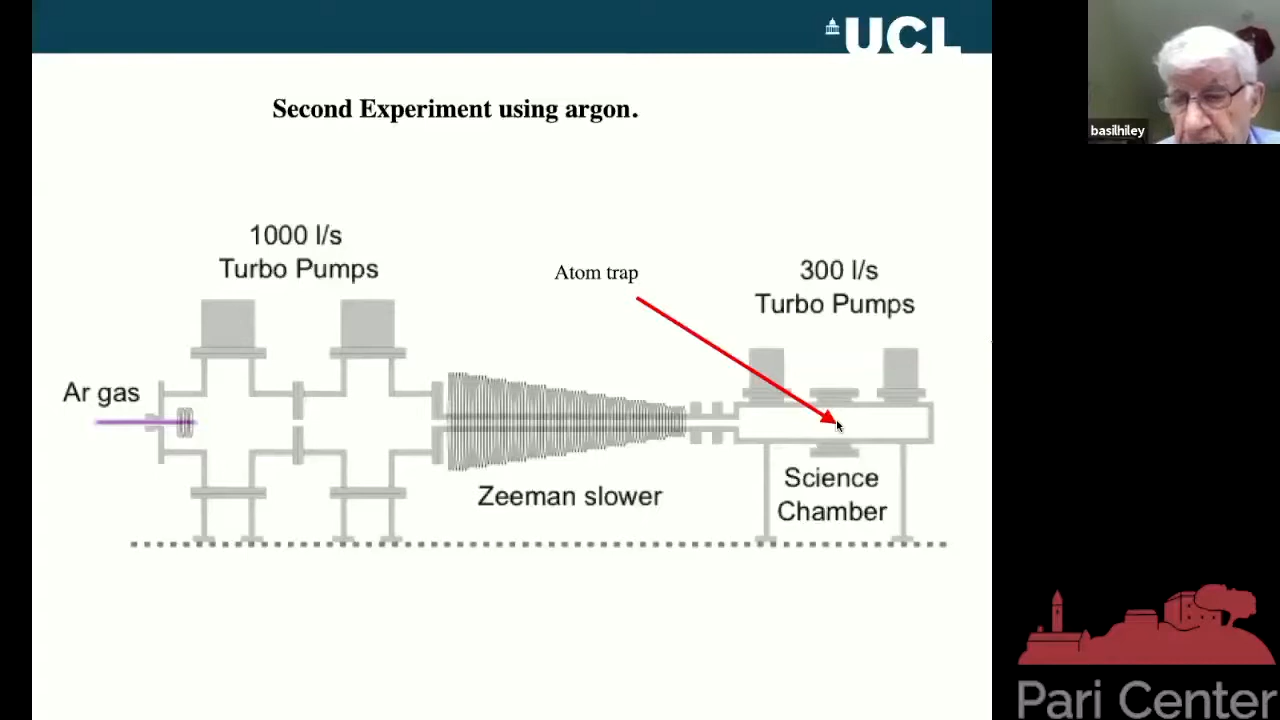 UCL
basilhiley
Second Experiment using argon.
1000 l/s
Turbo Pumps
Atom trap
300 l/s
Turbo Pumps
Ar gas
Zeeman slower
Science
Chamber
Pari Center